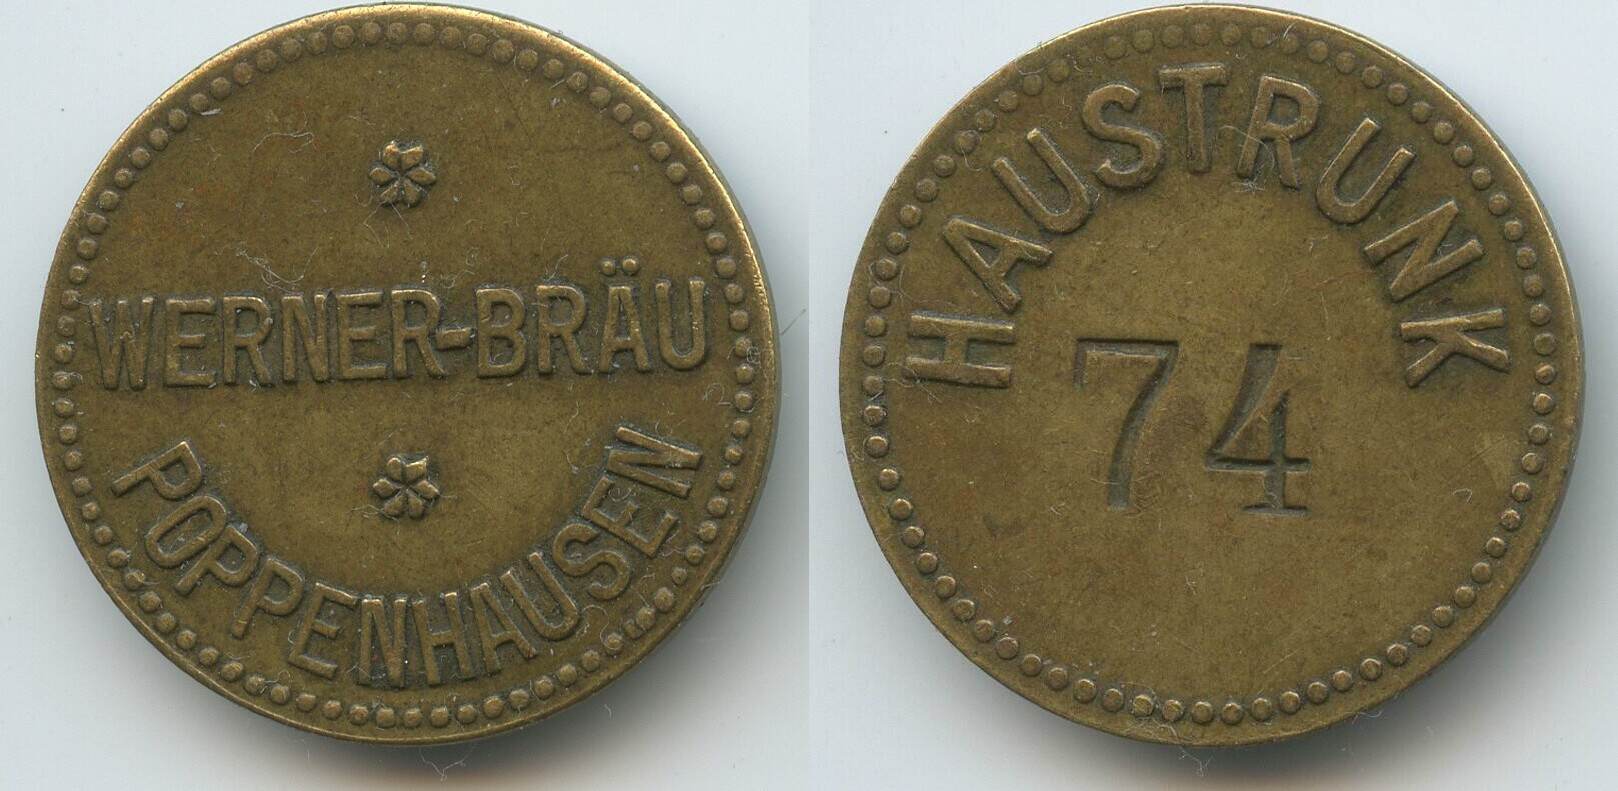 WERNER-BRÄU
POPPENHAUSEN
HAUSTRUNK
74